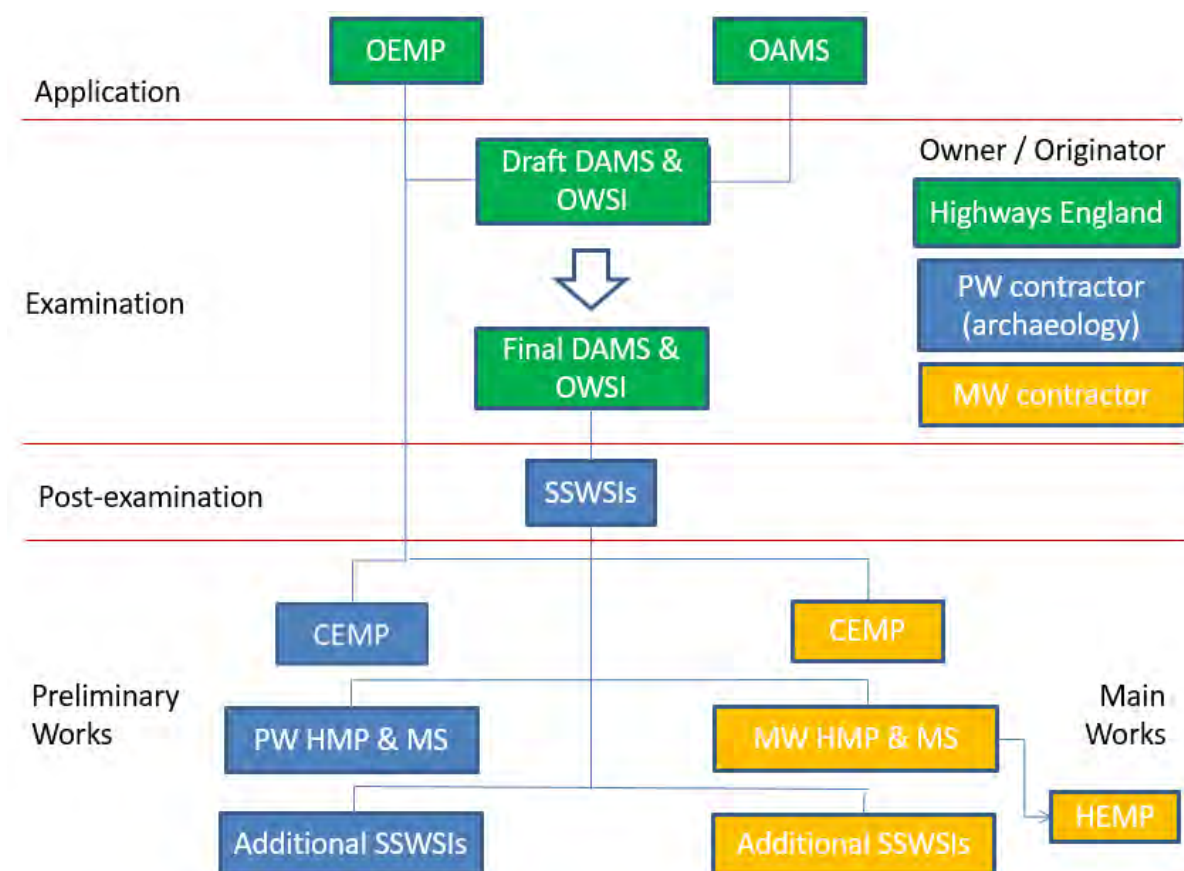 OEMP
OAMS
Application
Draft DAMS &
OWSI
Owner / Originator
Highways England
PW contractor
(archaeology)
MW contractor
Examination
Final DAMS &
OWSI
Post-examination
SSWSIs
CEMP
CEMP
Preliminary
Works
PW HMP & MS
MW HMP & MS
Main
Works
HEMP
Additional SSWSIs
Additional SSWSIs